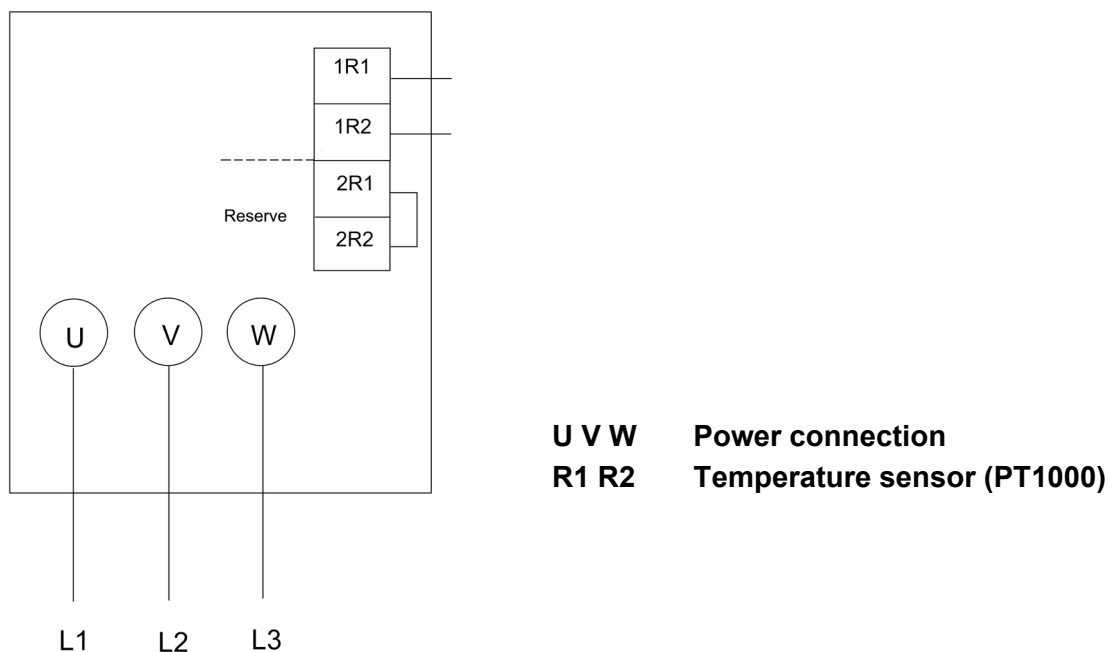 1R1
1R2
2R1
Reserve
2R2
U V W
U V W Power connection
R1 R2 Temperature sensor (PT1000)
L1 L2 L3